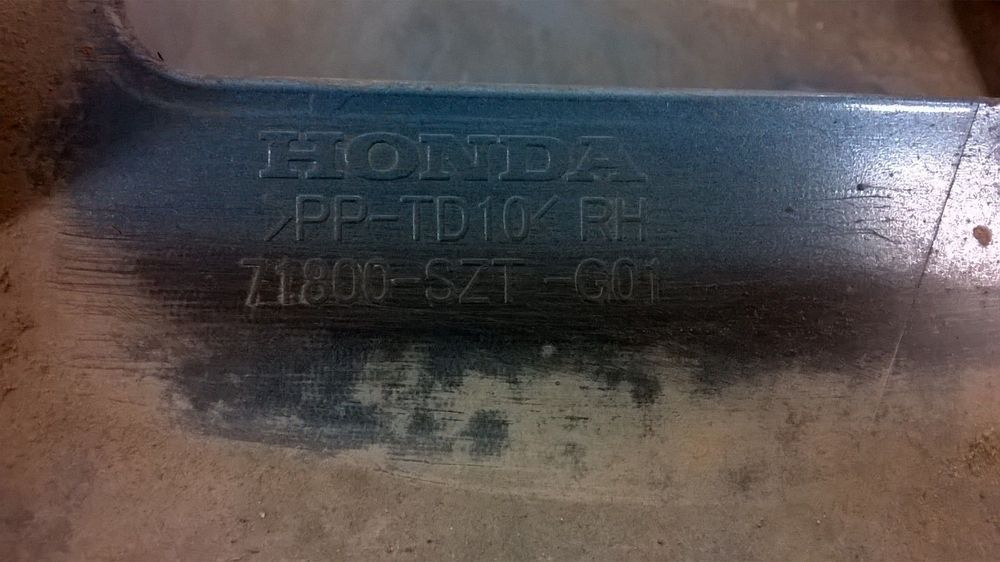 HONDA
>PP-TD10< RH
71800-SZT -G01